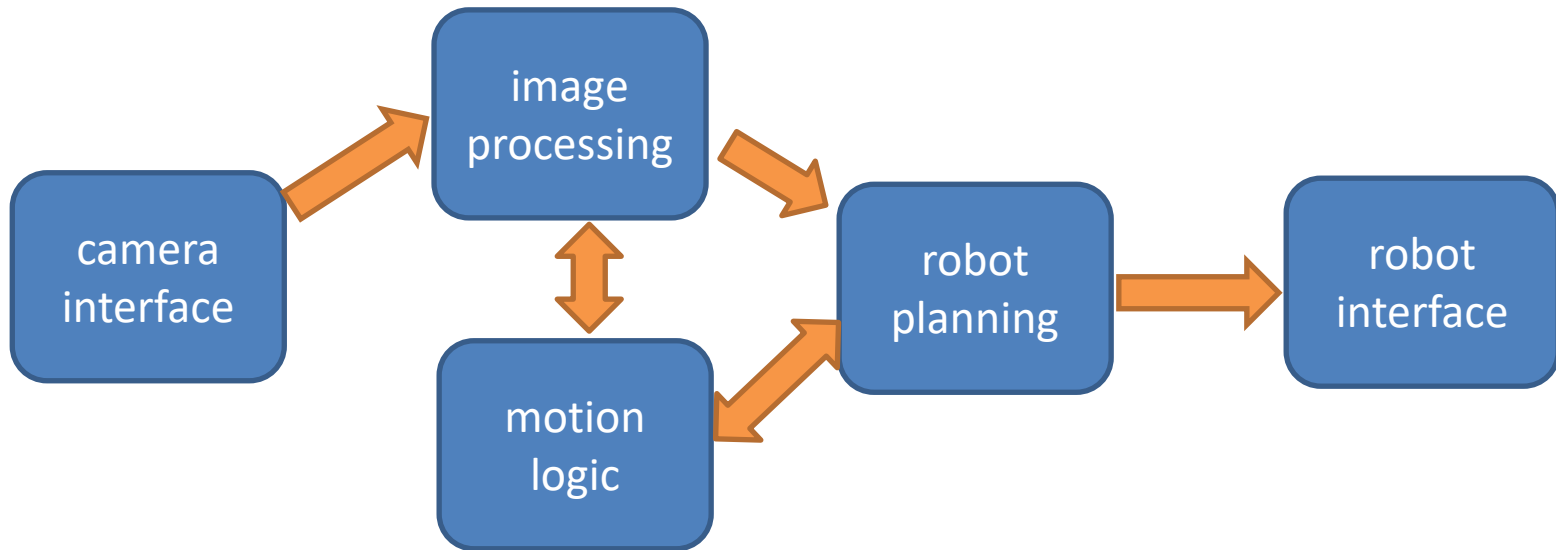 image
processing
camera
interface
motion
logic
robot
planning
robot
interface